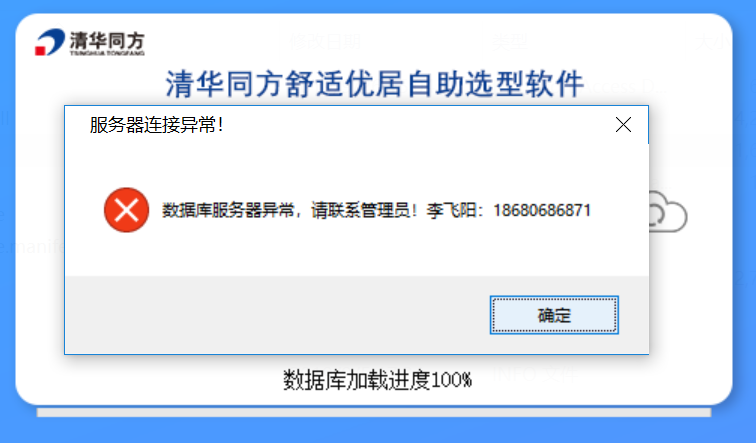 清华同方
TSINGHUA TONGFANG
清华同方舒适优居自助选型软件
服务器连接异常!
数据库服务器异常，请联系管理员！李飞阳：18680686871
确定
数据库加载进度100%